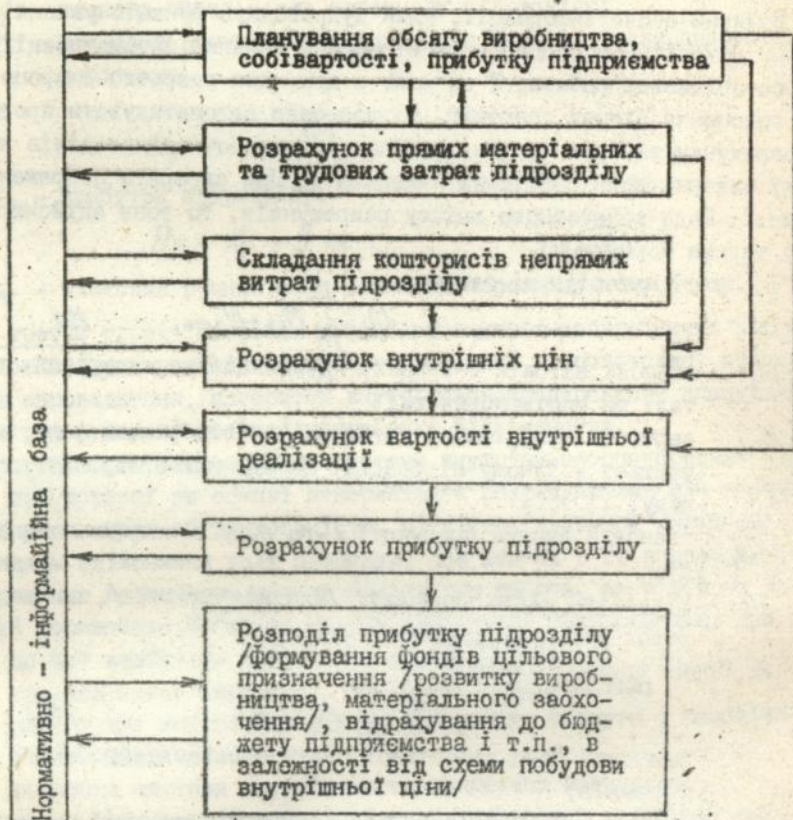 Планування обсягу виробництва,
собівартості, прибутку підприємства
Розрахунок прямих матеріальних
та трудових затрат підрозділу
Складання кошторисів непрямих
витрат підрозділу
Розрахунок внутрішніх цін
Розрахунок вартості внутрішньої
реалізації
Розрахунок прибутку підрозділу
Розподіл прибутку підрозділу
/формування фондів цільового
призначення /розвитку вироб-
ництва, матеріального заохо-
чення/, відрахування до бюд-
жету підприємства і т.п., в
залежності від схеми побудови
внутрішньої ціни/
Нормативно – інформаційна база